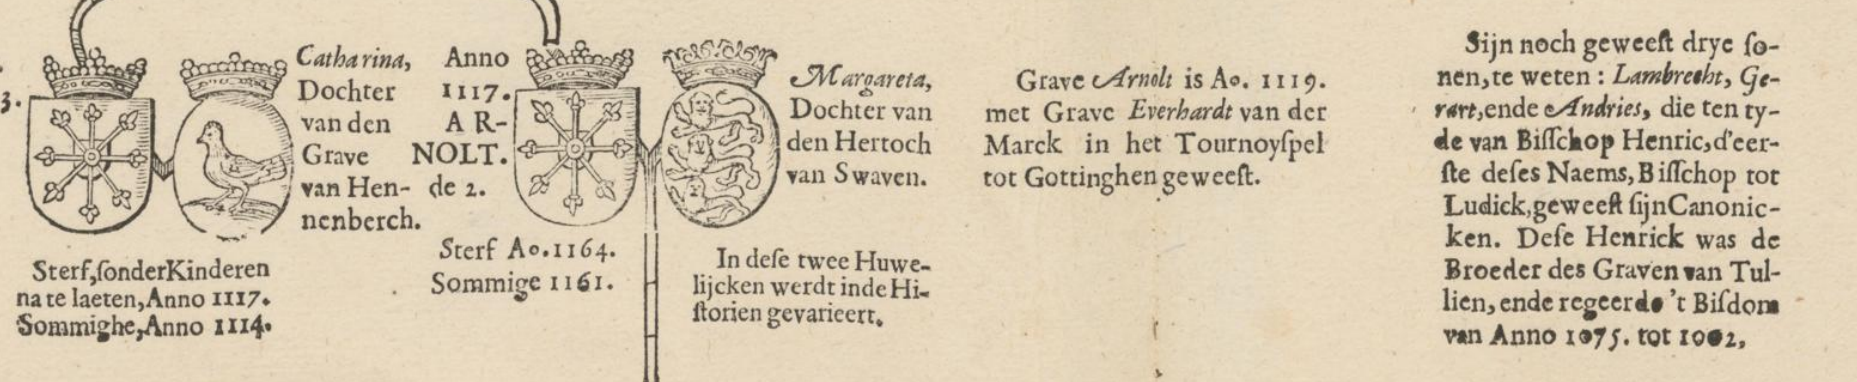 3.
Catharina,
Dochter
van den
Grave
van Hen-
nenberch.
Sterf, sonder Kinderen
na te laeten, Anno 1117.
Sommighe, Anno 1114.
Anno
1117.
AR-
NOLT.
de 2.
Sterf Ao. 1164.
Sommige 1161.
Margareta,
Dochter van
den Hertoch
van Swaven.
In dese twee Huwe-
lijcken werdt inde Hi-
storien gevarieert.
Grave Arnolt is Ao. 1119.
met Grave Everhardt van der
Marck in het Tournoyspel
tot Gottinghen geweest.
Sijn noch geweest drye so-
nen, te weten: Lambrecht, Ge-
rart, ende Andries, die ten ty-
de van Bisschop Henric, d'eer-
ste deses Naems, Bisschop tot
Ludick, geweest sijn Canonic-
ken. Dese Henrick was de
Broeder des Graven van Tul-
lien, ende regeerde 't Bisdom
van Anno 1075. tot